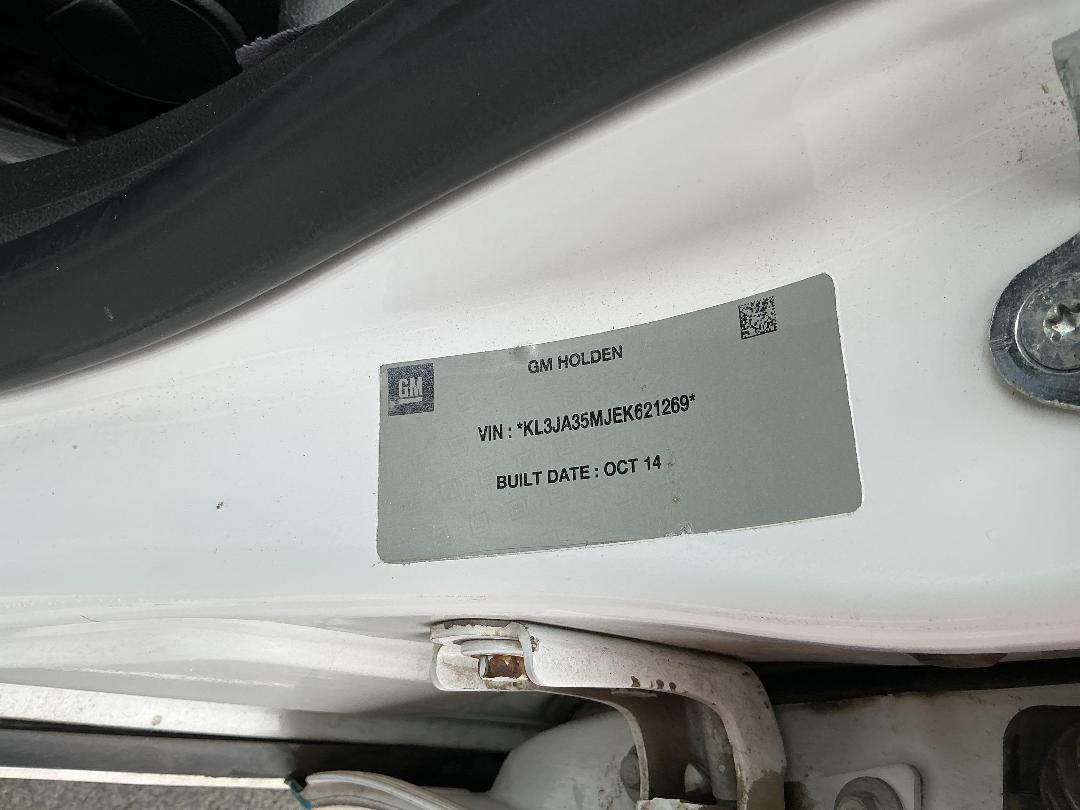 GM HOLDEN
GM
VIN : *KL3JA35MJEK621269*
BUILT DATE : OCT 14